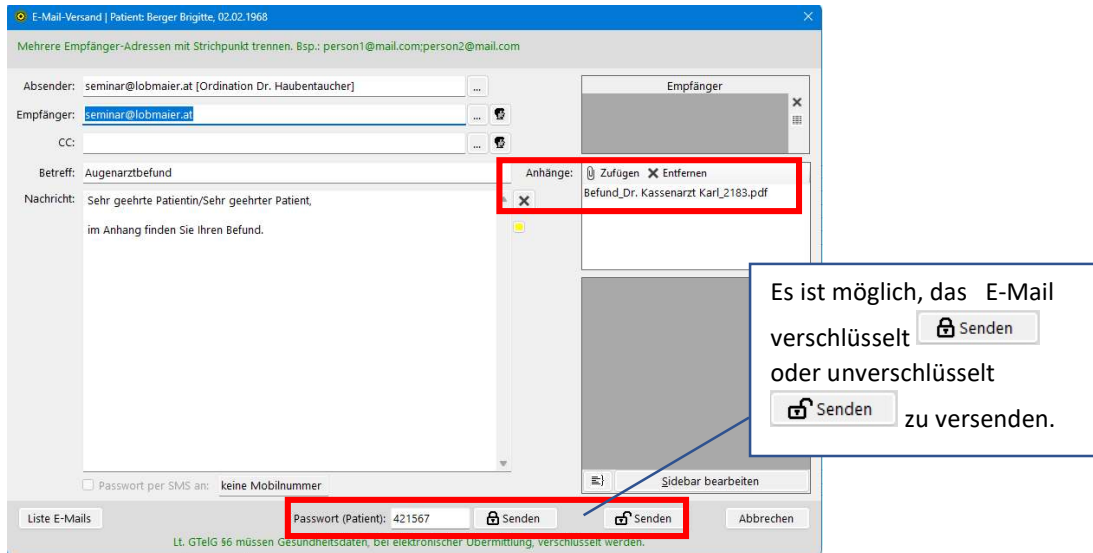 E-Mail-Versand | Patient: Berger Brigitte, 02.02.1968
Mehrere Empfänger-Adressen mit Strichpunkt trennen. Bsp.: person1@mail.com;person2@mail.com
Absender: seminar@lobmaier.at [Ordination Dr. Haubentaucher] ...
Empfänger: seminar@lobmaier.at ...
CC: ...
Empfänger
Betreff: Augenarztbefund
Anhänge: Zufügen Entfernen
Befund_Dr. Kassenarzt Karl_2183.pdf
Nachricht: Sehr geehrte Patientin/Sehr geehrter Patient,
im Anhang finden Sie Ihren Befund.
Es ist möglich, das E-Mail
verschlüsselt Senden
oder unverschlüsselt
Senden zu versenden.
Sidebar bearbeiten
Passwort per SMS an: keine Mobilnummer
Liste E-Mails Passwort (Patient): 421567 Senden Senden Abbrechen
Lt. GTelG §6 müssen Gesundheitsdaten, bei elektronischer Übermittlung, verschlüsselt werden.